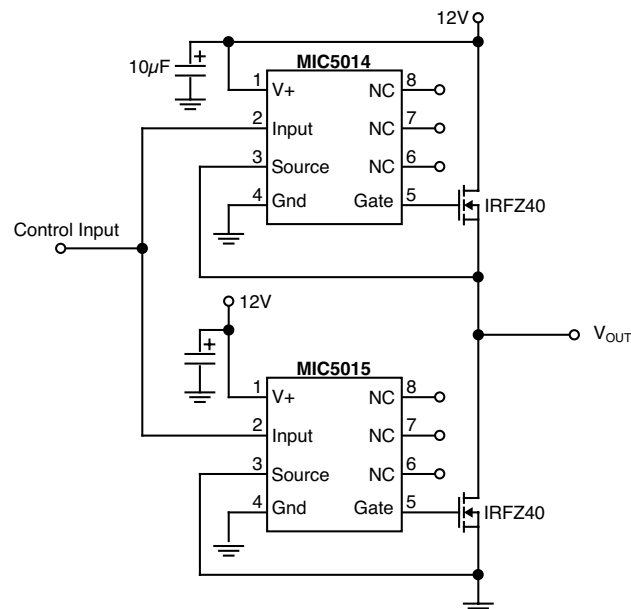 12V
10µF
+
MIC5014
1 V+ NC 8
2 Input NC 7
3 Source NC 6
4 Gnd Gate 5
IRFZ40
Control Input
12V
+
VOUT
MIC5015
1 V+ NC 8
2 Input NC 7
3 Source NC 6
4 Gnd Gate 5
IRFZ40